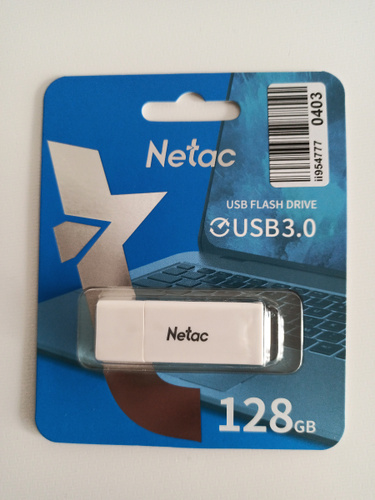 0403
ii954777
Netac
USB FLASH DRIVE
USB3.0
Netac
128GB